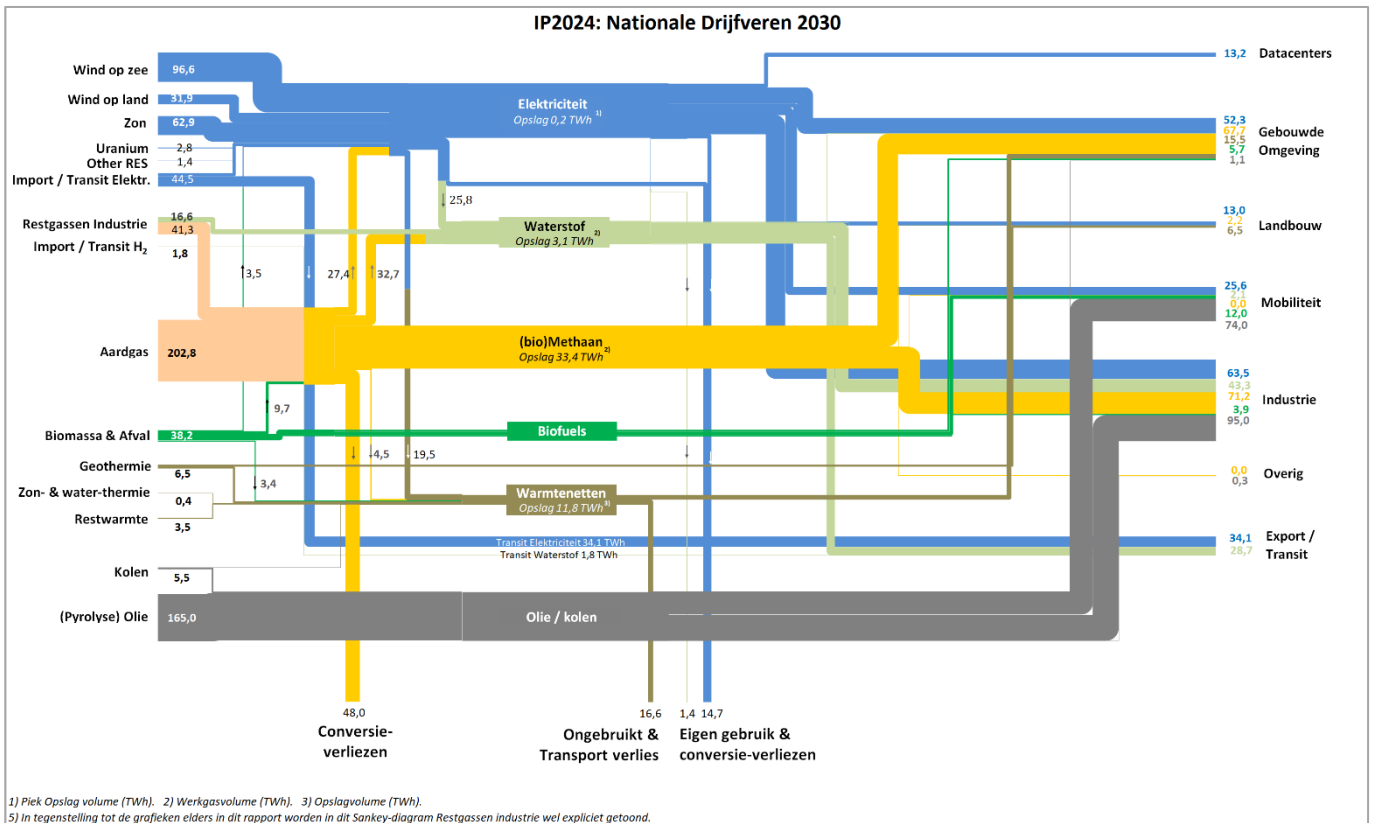 IP2024: Nationale Drijfveren 2030
Wind op zee
96,6
Wind op land
31,9
Zon
62,9
Uranium
2,8
Other RES
1,4
Import / Transit Elektr.
44,5
Restgassen Industrie
16,6
41,3
Import / Transit H2
1,8
Aardgas
202,8
Biomassa & Afval
38,2
Geothermie
6,5
Zon- & water-thermie
0,4
Restwarmte
3,5
Kolen
5,5
(Pyrolyse) Olie
165,0
Elektriciteit
Opslag 0,2 TWh 1)
25,8
Waterstof
Opslag 3,1 TWh 2)
3,5
27,4
32,7
(bio)Methaan
Opslag 33,4 TWh 2)
9,7
Biofuels
4,5
19,5
3,4
Warmtenetten
Opslag 11,8 TWh 3)
Transit Elektriciteit 34,1 TWh
Transit Waterstof 1,8 TWh
Olie / kolen
13,2
Datacenters
52,3
67,7
15,5
5,7
1,1
Gebouwde
Omgeving
13,0
2,2
6,5
Landbouw
25,6
2,1
0,0
12,0
74,0
Mobiliteit
63,5
43,3
71,2
3,9
95,0
Industrie
0,0
0,3
Overig
34,1
28,7
Export /
Transit
48,0
Conversie-
verliezen
16,6
Ongebruikt &
Transport verlies
1,4
14,7
Eigen gebruik &
conversie-verliezen
1) Piek Opslag volume (TWh). 2) Werkgasvolume (TWh). 3) Opslagvolume (TWh).
5) In tegenstelling tot de grafieken elders in dit rapport worden in dit Sankey-diagram Restgassen industrie wel expliciet getoond.